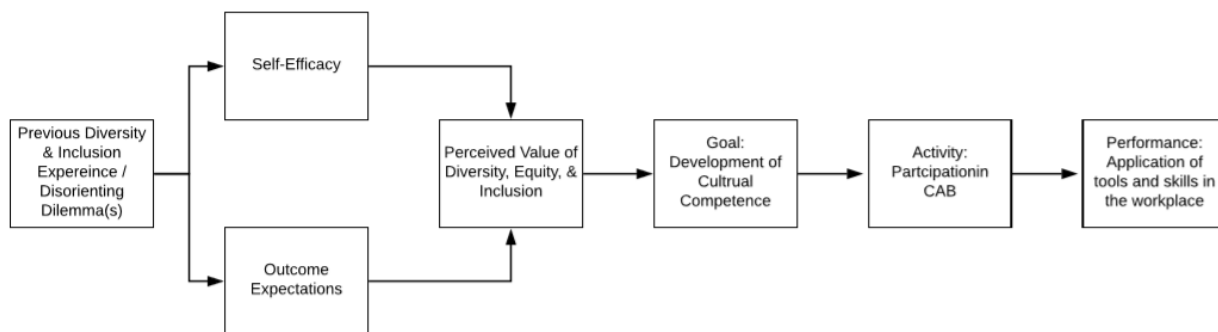 Previous Diversity
& Inclusion
Expereince /
Disorienting
Dilemma(s)
Self-Efficacy
Outcome
Expectations
Perceived Value of
Diversity, Equity, &
Inclusion
Goal:
Development of
Cultrual
Competence
Activity:
Partcipationin
CAB
Performance:
Application of
tools and skills in
the workplace